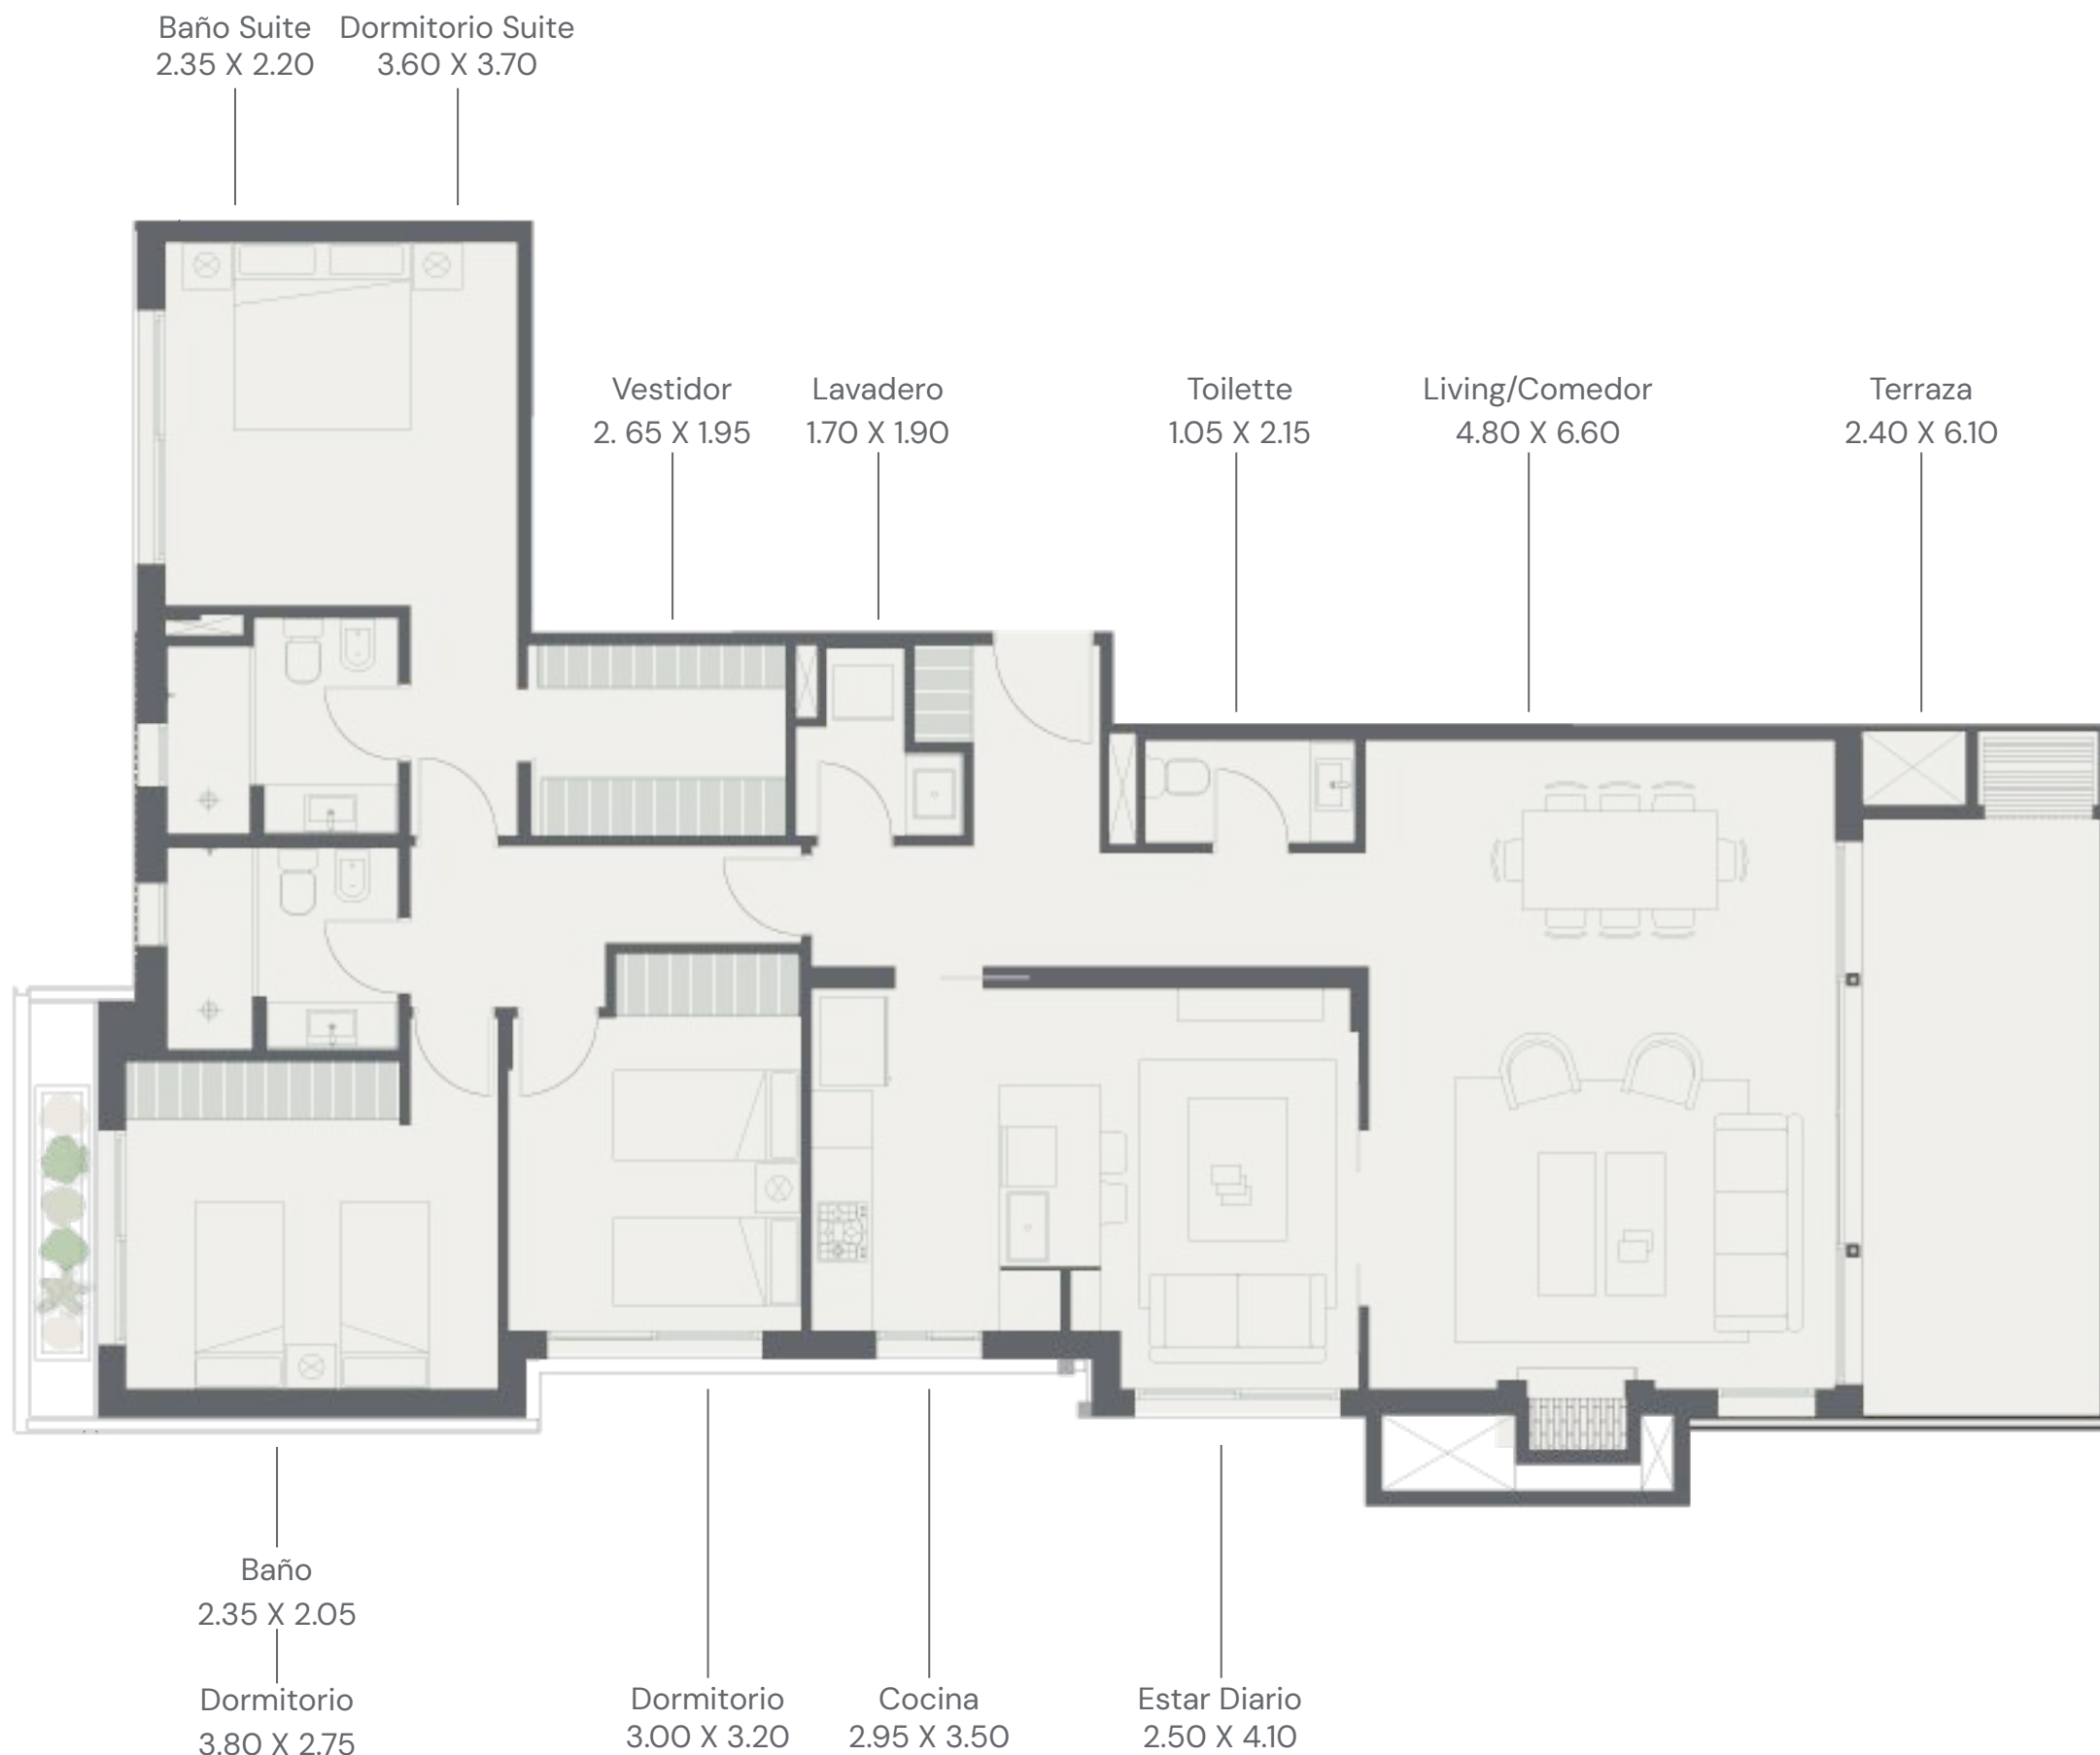 Baño Suite
2.35 X 2.20
Dormitorio Suite
3.60 X 3.70
Vestidor
2. 65 X 1.95
Lavadero
1.70 X 1.90
Toilette
1.05 X 2.15
Living/Comedor
4.80 X 6.60
Terraza
2.40 X 6.10
Baño
2.35 X 2.05
Dormitorio
3.80 X 2.75
Dormitorio
3.00 X 3.20
Cocina
2.95 X 3.50
Estar Diario
2.50 X 4.10